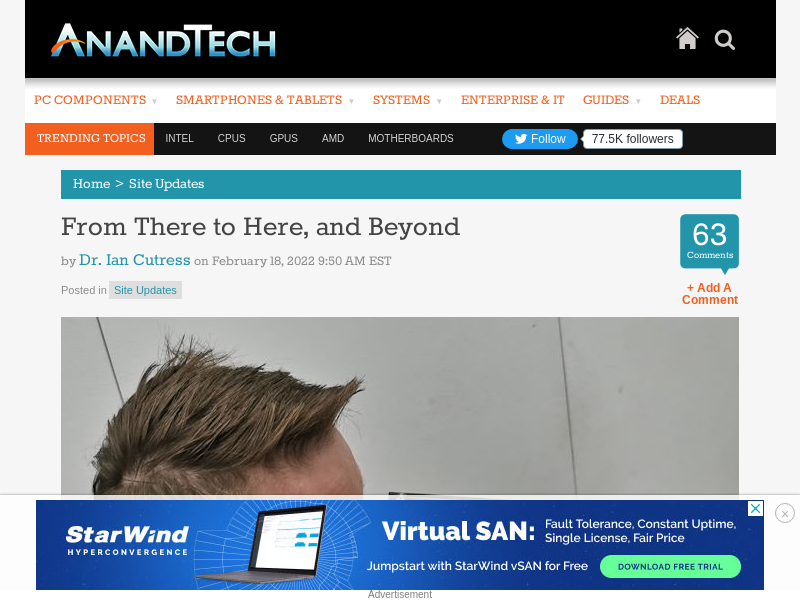 ANANDTECH
PC COMPONENTS SMARTPHONES & TABLETS SYSTEMS ENTERPRISE & IT GUIDES DEALS
TRENDING TOPICS INTEL CPUS GPUS AMD MOTHERBOARDS Follow 77.5K followers
Home > Site Updates
From There to Here, and Beyond
by Dr. Ian Cutress on February 18, 2022 9:50 AM EST
Posted in Site Updates
63
Comments
+ Add A
Comment
StarWind
HYPERCONVERGENCE
Virtual SAN:
Fault Tolerance, Constant Uptime,
Single License, Fair Price
Jumpstart with StarWind vSAN for Free
DOWNLOAD FREE TRIAL
Advertisement